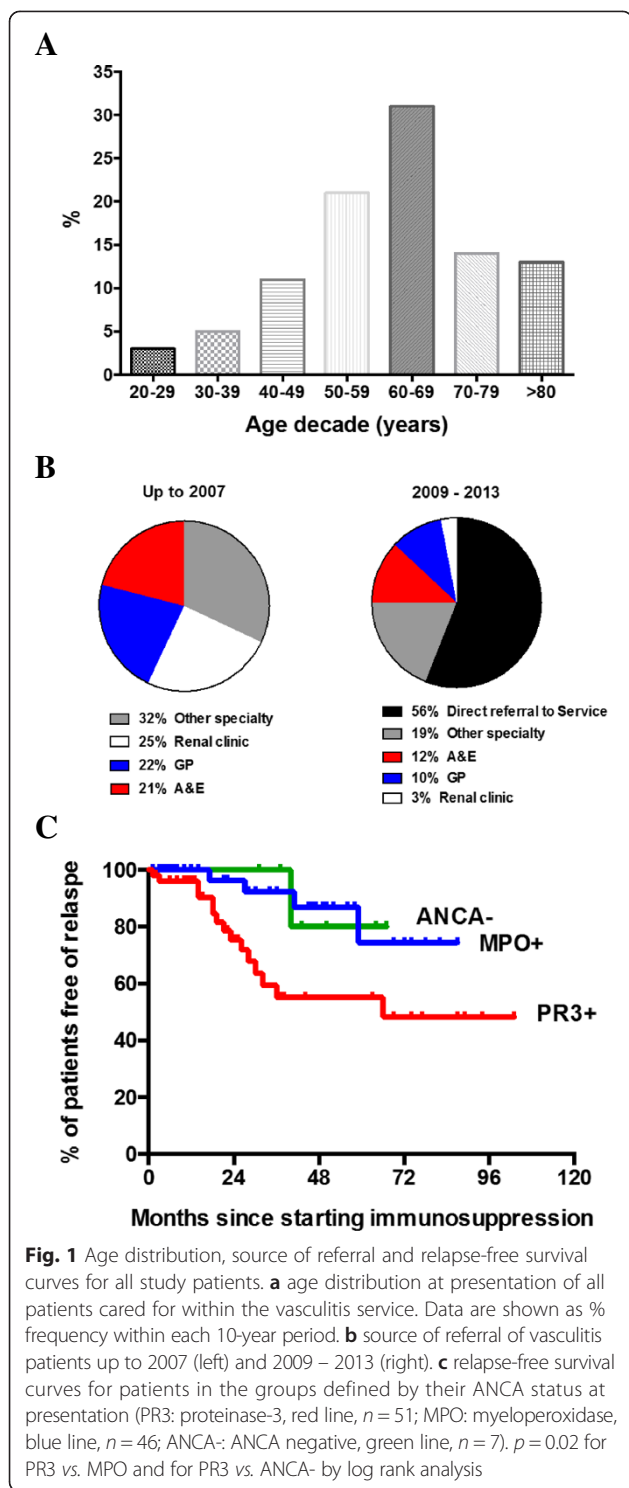 A
35
30
25
20
15
10
5
0
%
20-29 30-39 40-49 50-59 60-69 70-79 >80
Age decade (years)
B
Up to 2007
2009 - 2013
32% Other specialty
25% Renal clinic
22% GP
21% A&E
56% Direct referral to Service
19% Other specialty
12% A&E
10% GP
3% Renal clinic
C
% of patients free of relaspe
100
80
60
40
20
0
ANCA-
MPO+
PR3+
0 24 48 72 96 120
Months since starting immunosuppression
Fig. 1 Age distribution, source of referral and relapse-free survival
curves for all study patients. a age distribution at presentation of all
patients cared for within the vasculitis service. Data are shown as %
frequency within each 10-year period. b source of referral of vasculitis
patients up to 2007 (left) and 2009 – 2013 (right). c relapse-free survival
curves for patients in the groups defined by their ANCA status at
presentation (PR3: proteinase-3, red line, n = 51; MPO: myeloperoxidase,
blue line, n = 46; ANCA-: ANCA negative, green line, n = 7). p = 0.02 for
PR3 vs. MPO and for PR3 vs. ANCA- by log rank analysis